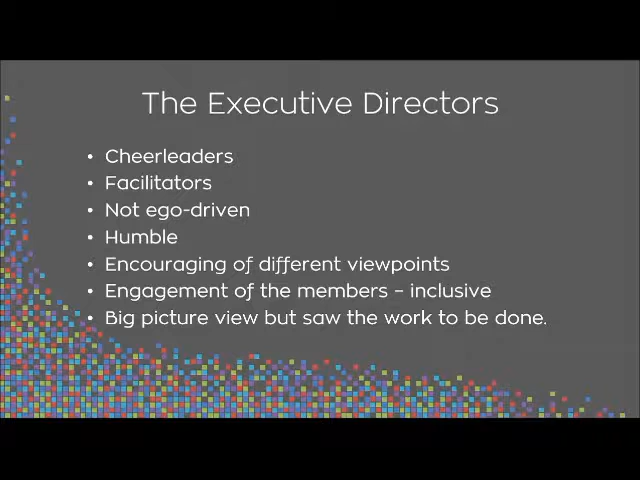 The Executive Directors
• Cheerleaders
• Facilitators
• Not ego-driven
• Humble
• Encouraging of different viewpoints
• Engagement of the members – inclusive
• Big picture view but saw the work to be done.